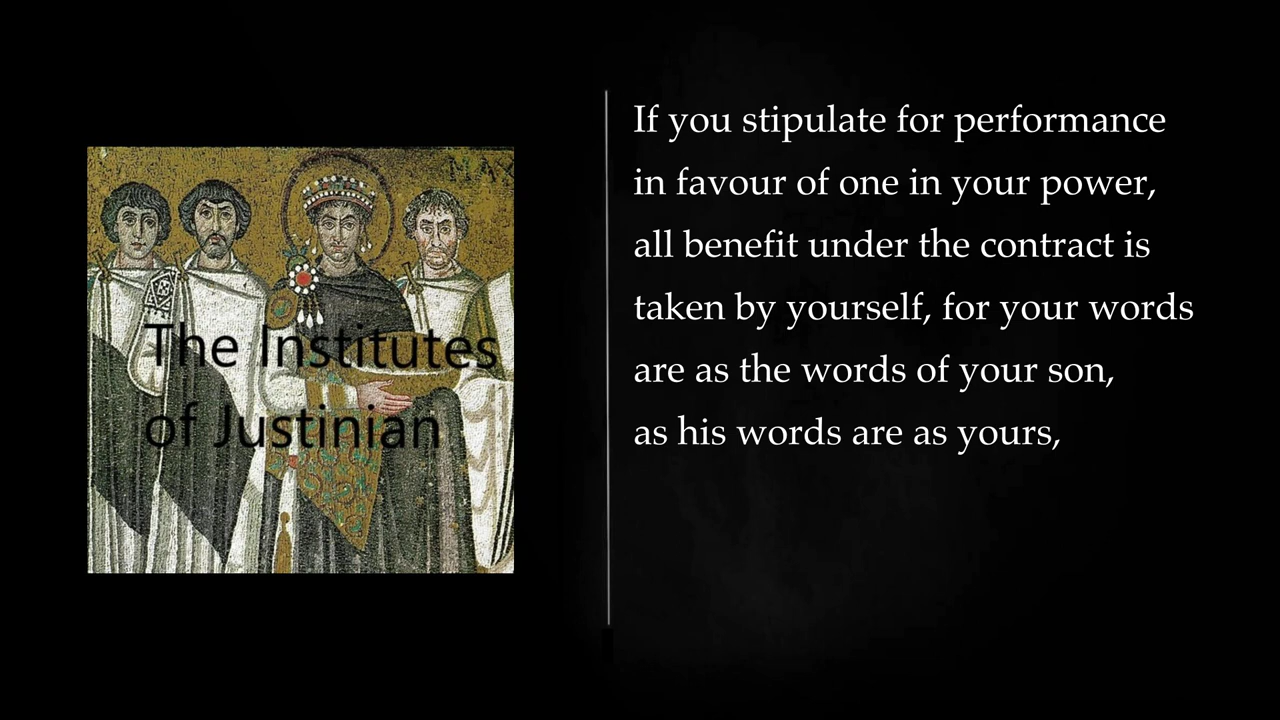 MAX
The Institutes
of Justinian
If you stipulate for performance
in favour of one in your power,
all benefit under the contract is
taken by yourself, for your words
are as the words of your son,
as his words are as yours,